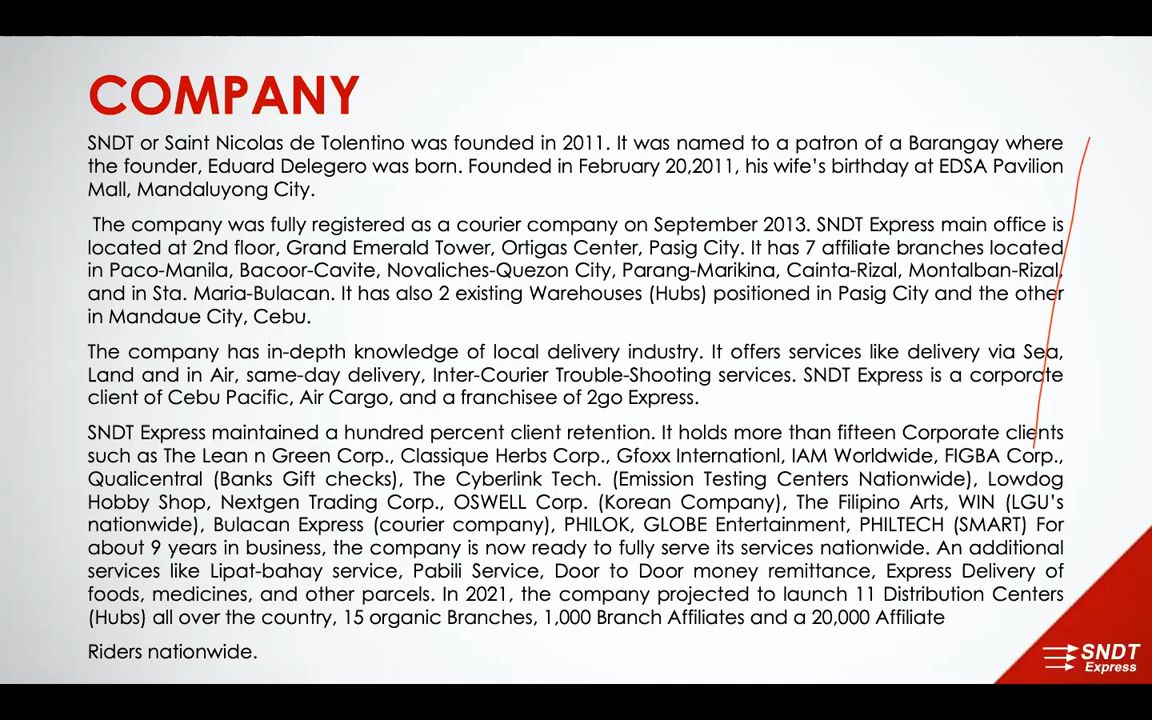 COMPANY
SNDT or Saint Nicolas de Tolentino was founded in 2011. It was named to a patron of a Barangay where
the founder, Eduard Delegero was born. Founded in February 20,2011, his wife's birthday at EDSA Pavilion
Mall, Mandaluyong City.
The company was fully registered as a courier company on September 2013. SNDT Express main office is
located at 2nd floor, Grand Emerald Tower, Ortigas Center, Pasig City. It has 7 affiliate branches located
in Paco-Manila, Bacoor-Cavite, Novaliches-Quezon City, Parang-Marikina, Cainta-Rizal, Montalban-Rizal,
and in Sta. Maria-Bulacan. It has also 2 existing Warehouses (Hubs) positioned in Pasig City and the other
in Mandaue City, Cebu.
The company has in-depth knowledge of local delivery industry. It offers services like delivery via Sea,
Land and in Air, same-day delivery, Inter-Courier Trouble-Shooting services. SNDT Express is a corporate
client of Cebu Pacific, Air Cargo, and a franchisee of 2go Express.
SNDT Express maintained a hundred percent client retention. It holds more than fifteen Corporate clients
such as The Lean n Green Corp., Classique Herbs Corp., Gfoxx Internationl, IAM Worldwide, FIGBA Corp.,
Qualicentral (Banks Gift checks), The Cyberlink Tech. (Emission Testing Centers Nationwide), Lowdog
Hobby Shop, Nextgen Trading Corp., OSWELL Corp. (Korean Company), The Filipino Arts, WIN (LGU's
nationwide), Bulacan Express (courier company), PHILOK, GLOBE Entertainment, PHILTECH (SMART) For
about 9 years in business, the company is now ready to fully serve its services nationwide. An additional
services like Lipat-bahay service, Pabili Service, Door to Door money remittance, Express Delivery of
foods, medicines, and other parcels. In 2021, the company projected to launch 11 Distribution Centers
(Hubs) all over the country, 15 organic Branches, 1,000 Branch Affiliates and a 20,000 Affiliate
Riders nationwide.
SNDT
Express